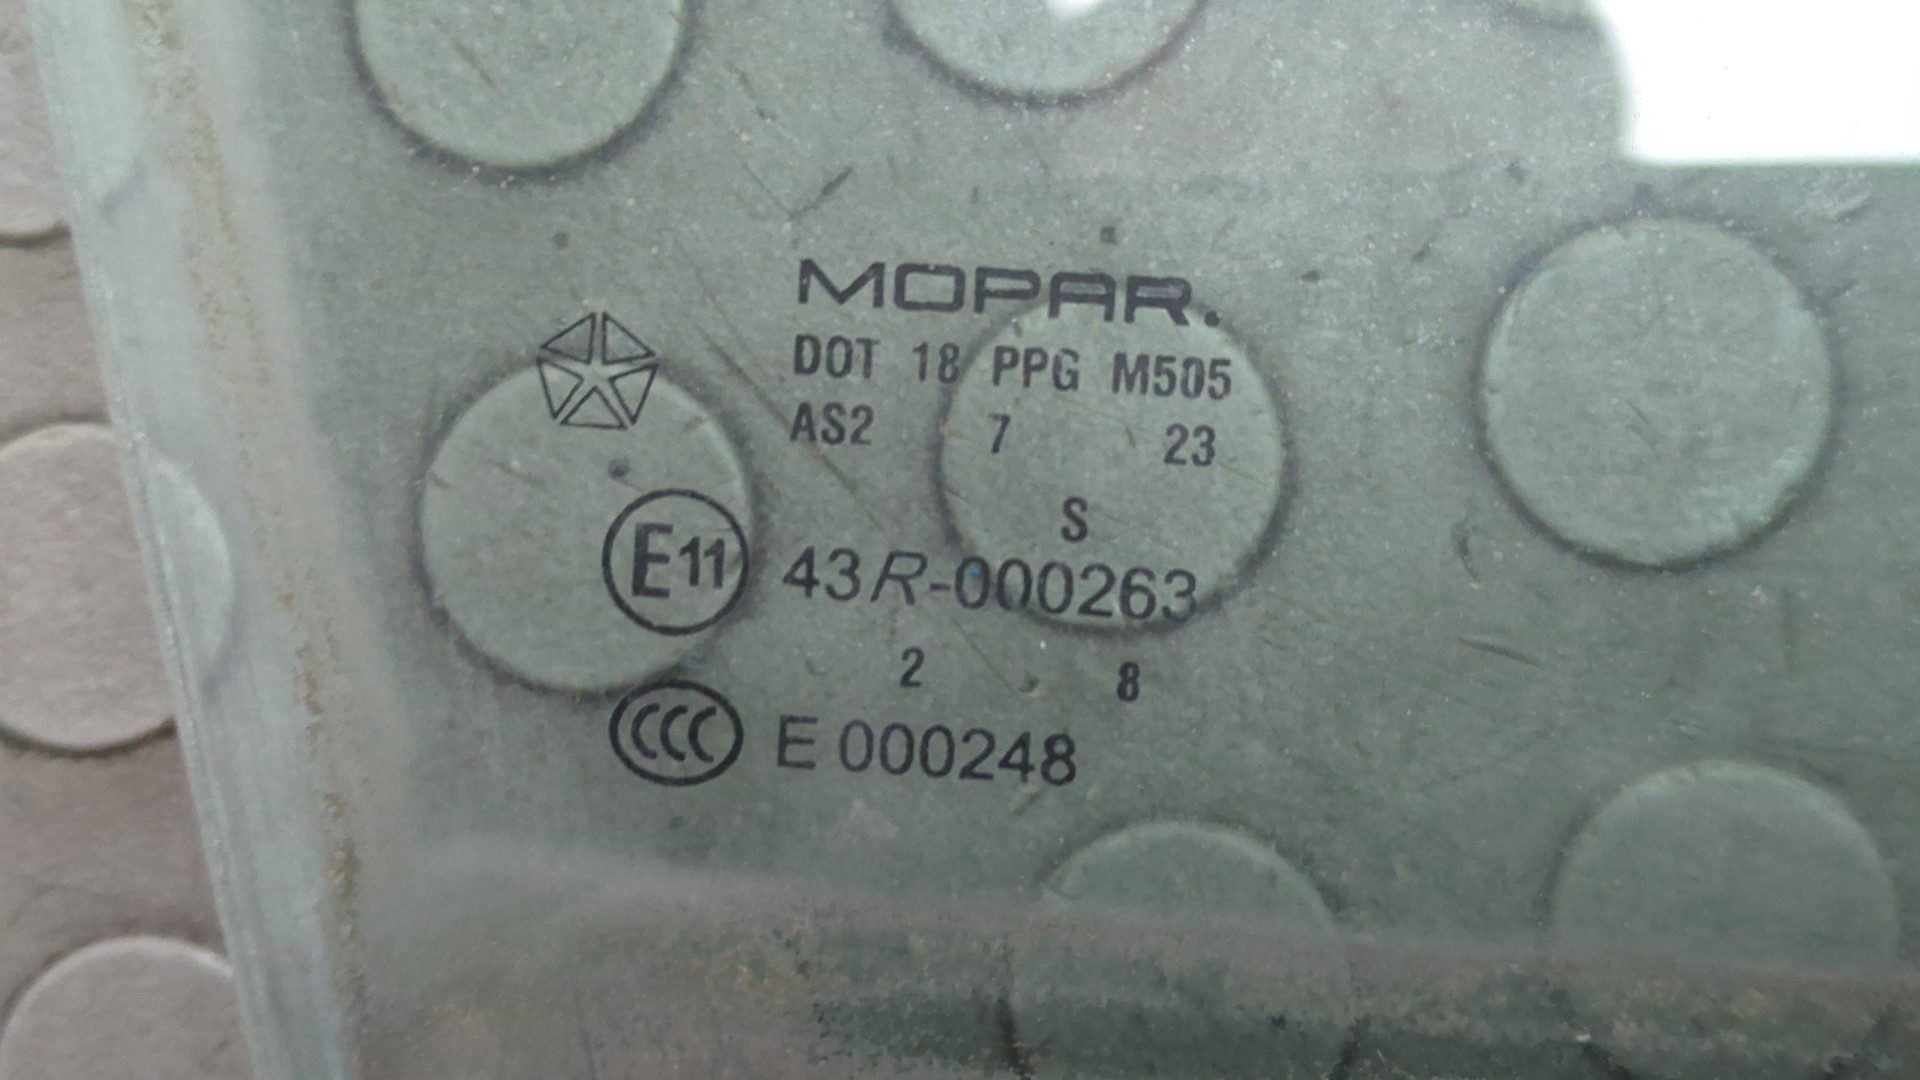 MOPAR.
DOT 18 PPG M505
AS2 7 23
S
E11 43R-000263
2 8
CCC E 000248